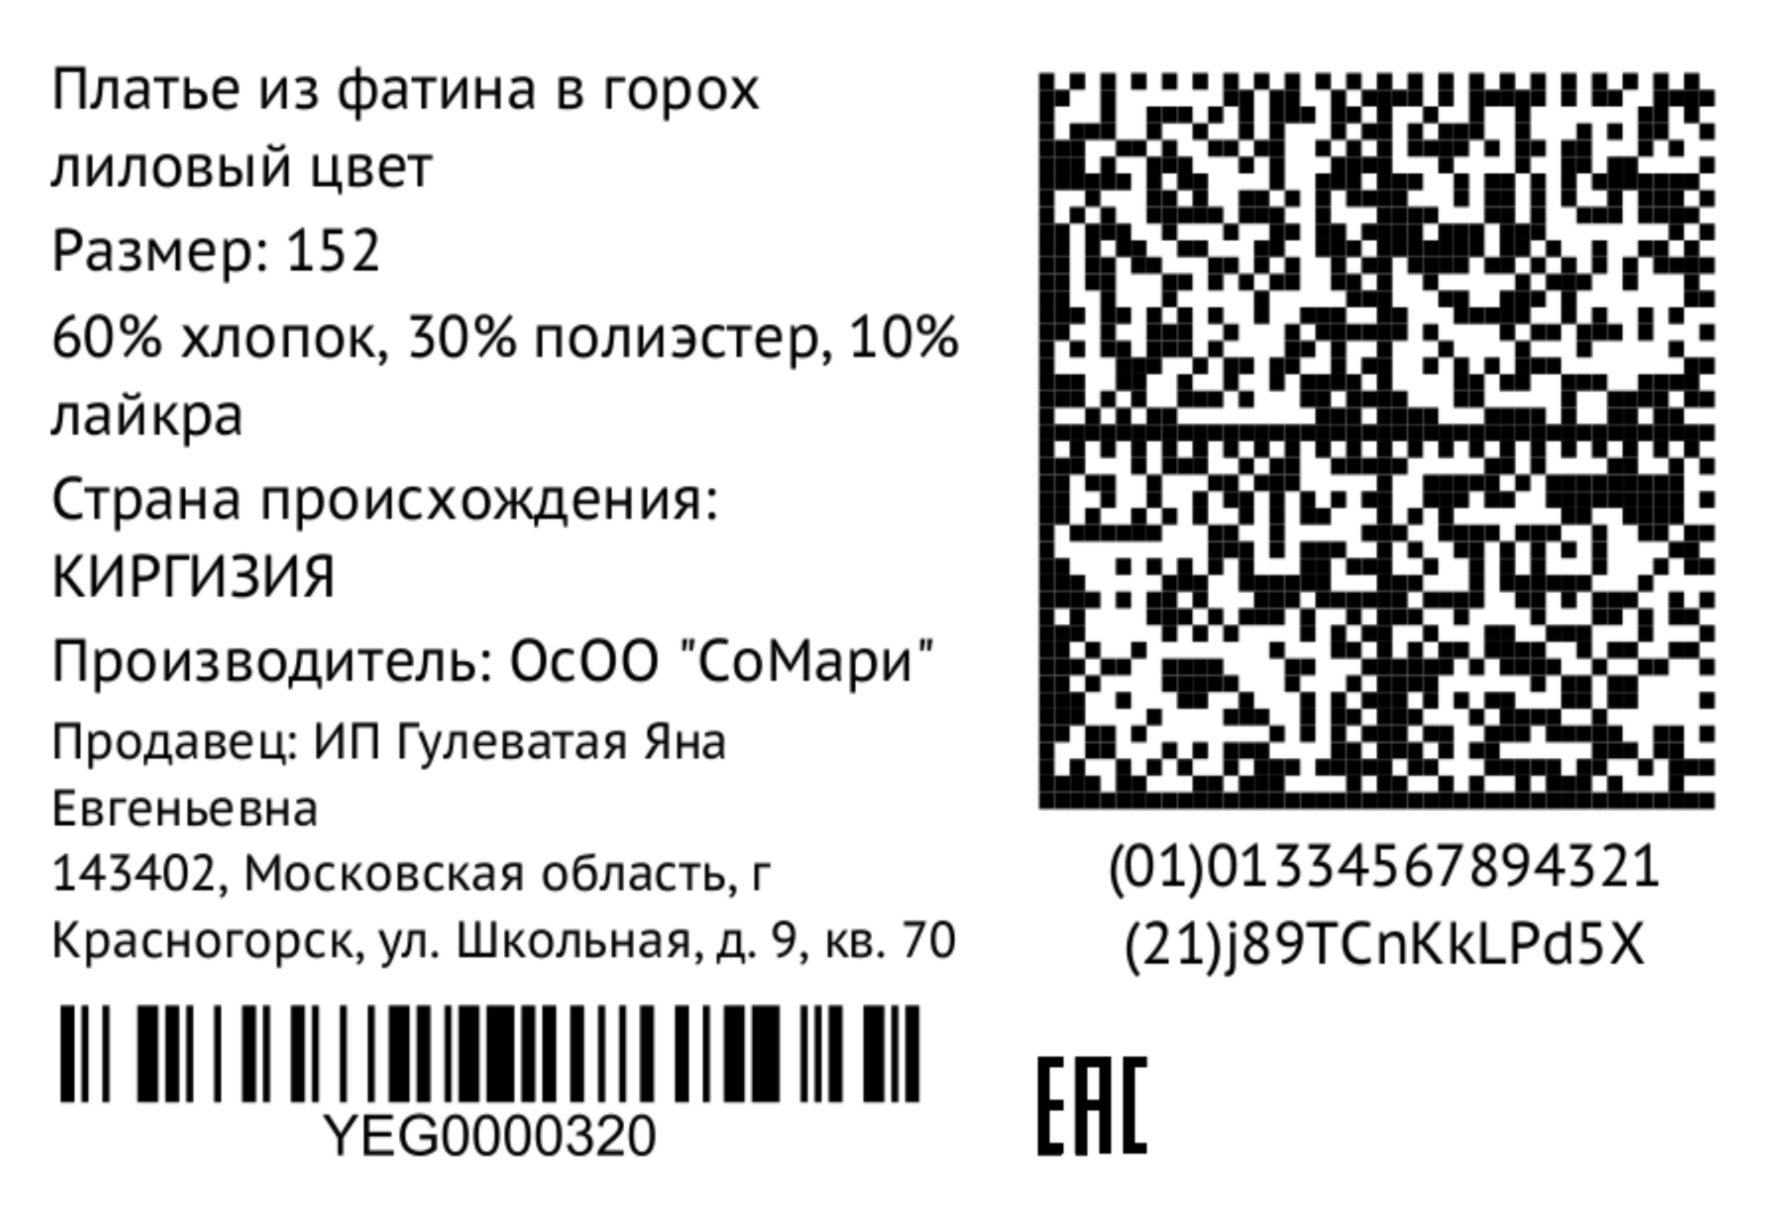 Платье из фатина в горох
лиловый цвет
Размер: 152
60% хлопок, 30% полиэстер, 10%
лайкра
Страна происхождения:
КИРГИЗИЯ
Производитель: ОсОО "СоМари"
Продавец: ИП Гулеватая Яна
Евгеньевна
143402, Московская область, г
Красногорск, ул. Школьная, д. 9, кв. 70
YEG0000320
(01)01334567894321
(21)j89TCnKkLPd5X
EAC